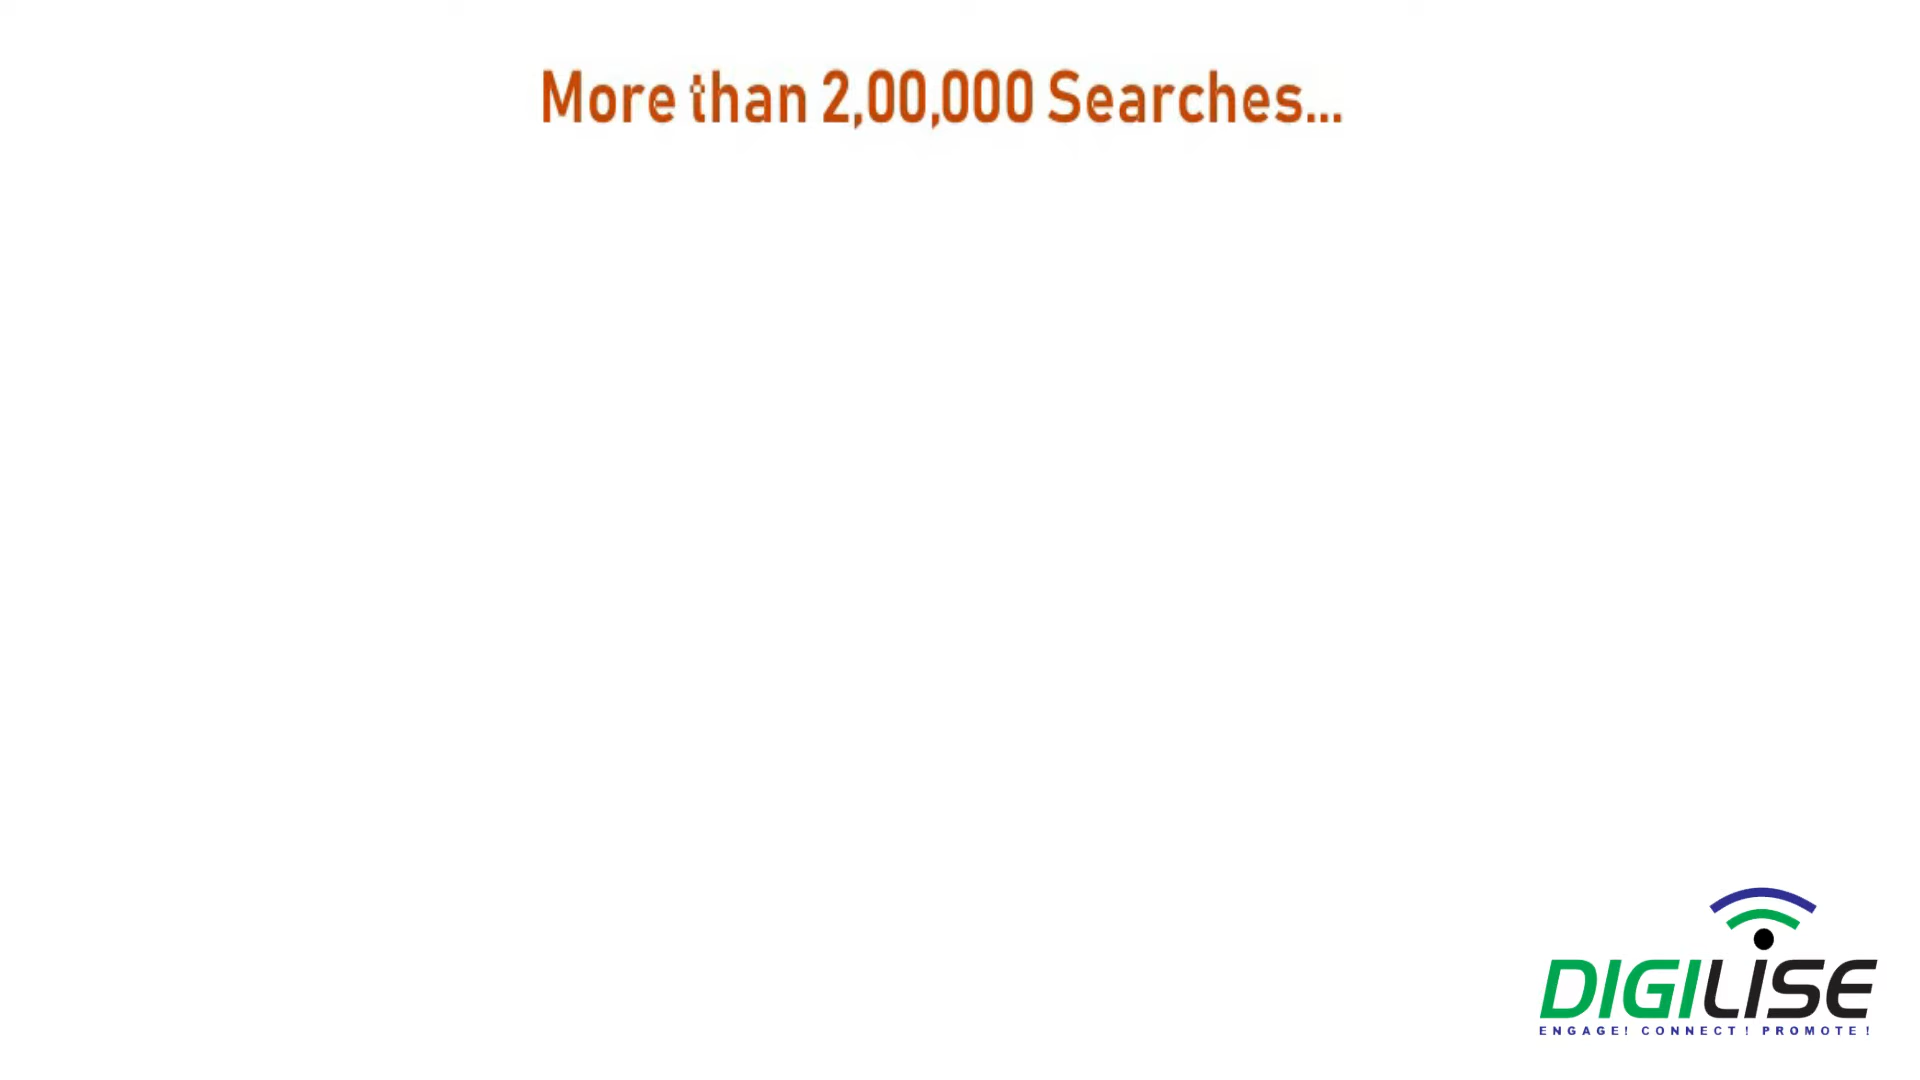 More than 2,00,000 Searches...
DIGILISE
ENGAGE! CONNECT! PROMOTE!